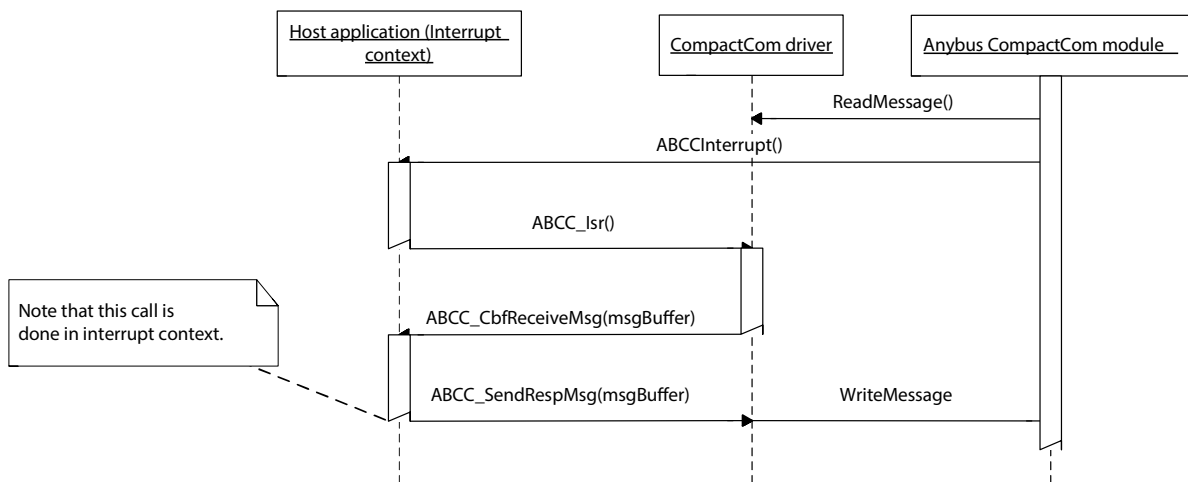 Host application (Interrupt
context)
CompactCom driver
Anybus CompactCom module
ReadMessage()
ABCCInterrupt()
ABCC_Isr()
Note that this call is
done in interrupt context.
ABCC_CbfReceiveMsg(msgBuffer)
ABCC_SendRespMsg(msgBuffer)
WriteMessage